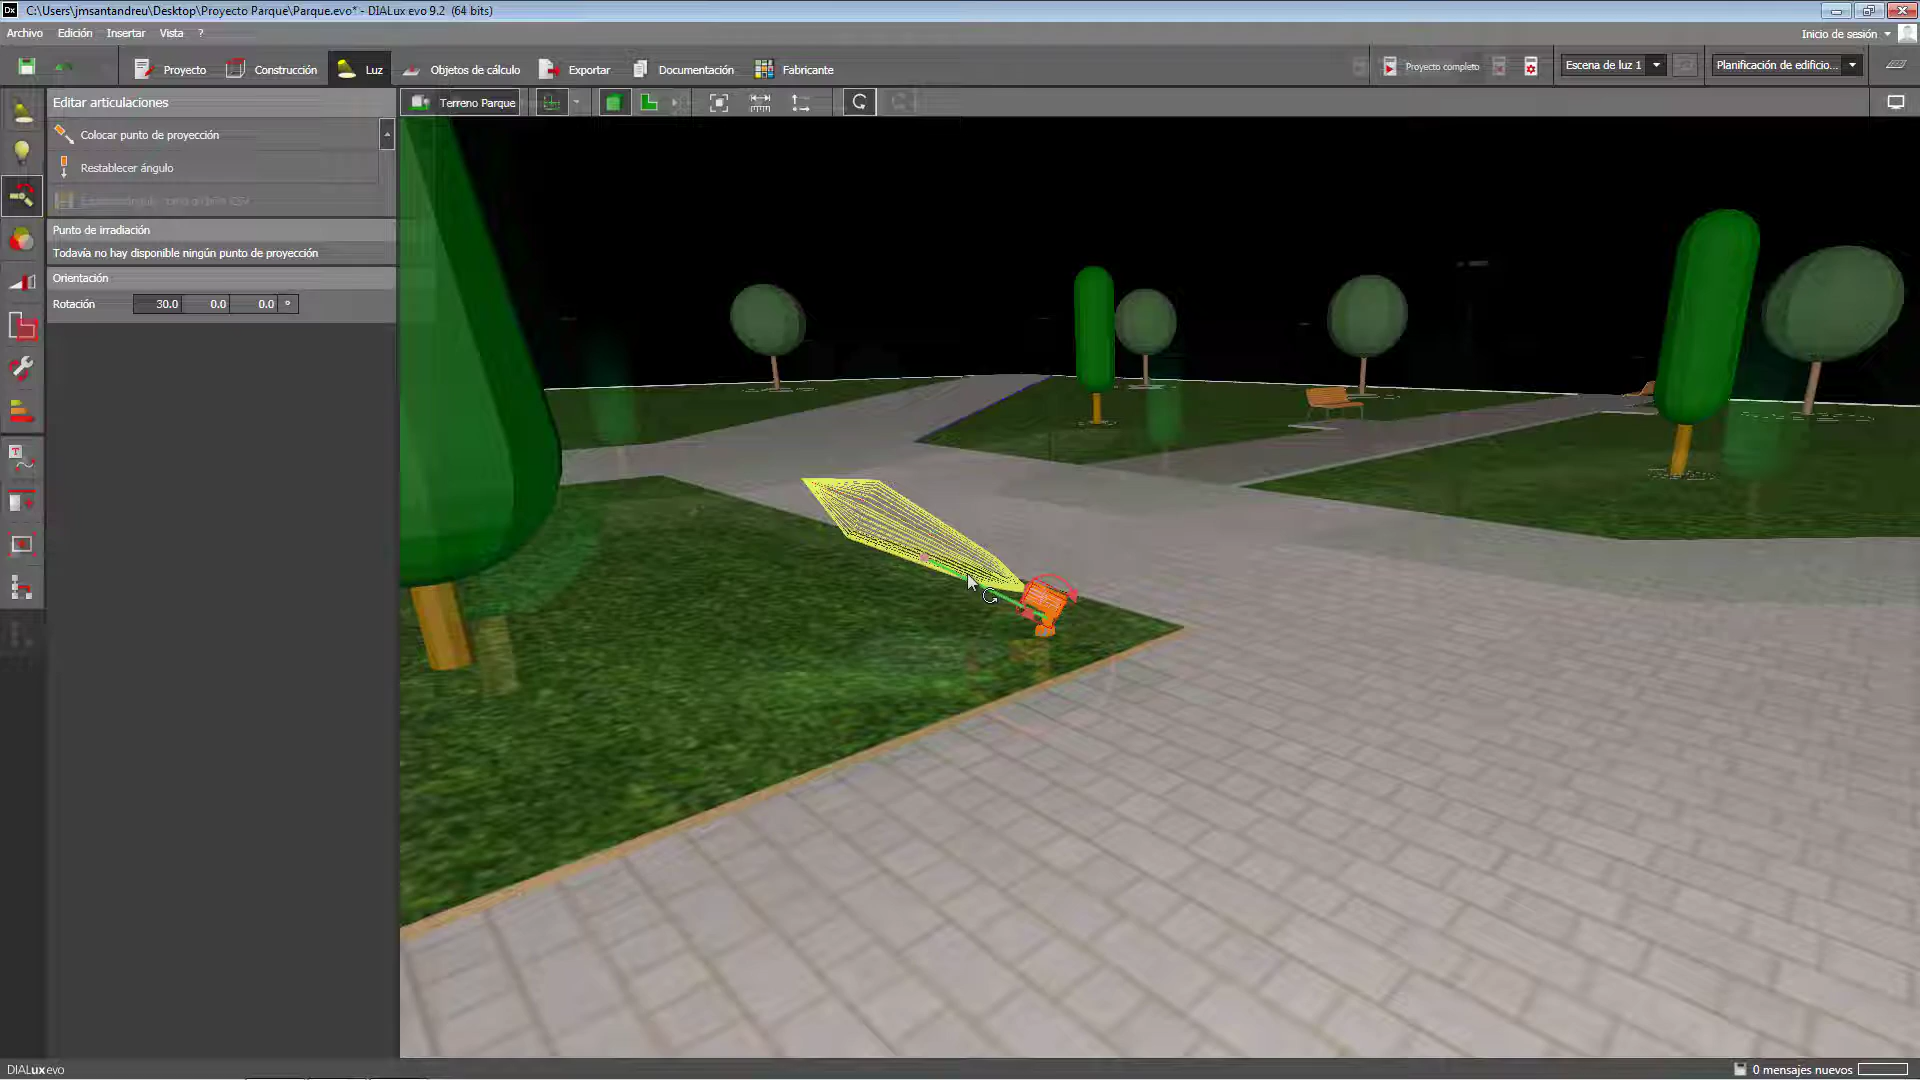 C:\Users\jmsantandreu\Desktop\Proyecto Parque\Parque.evo* - DIALux evo 9.2 (64 bits)
Archivo Edición Insertar Vista ?
Inicio de sesión
Proyecto Construcción Luz Objetos de cálculo Exportar Documentación Fabricante
Proyecto completo
Escena de luz 1
Planificación de edificio...
Editar articulaciones
Terreno Parque
Colocar punto de proyección
Restablecer ángulo
Punto de irradiación
Todavía no hay disponible ningún punto de proyección
Orientación
Rotación 30.0 0.0 0.0 °
DIALux evo
0 mensajes nuevos